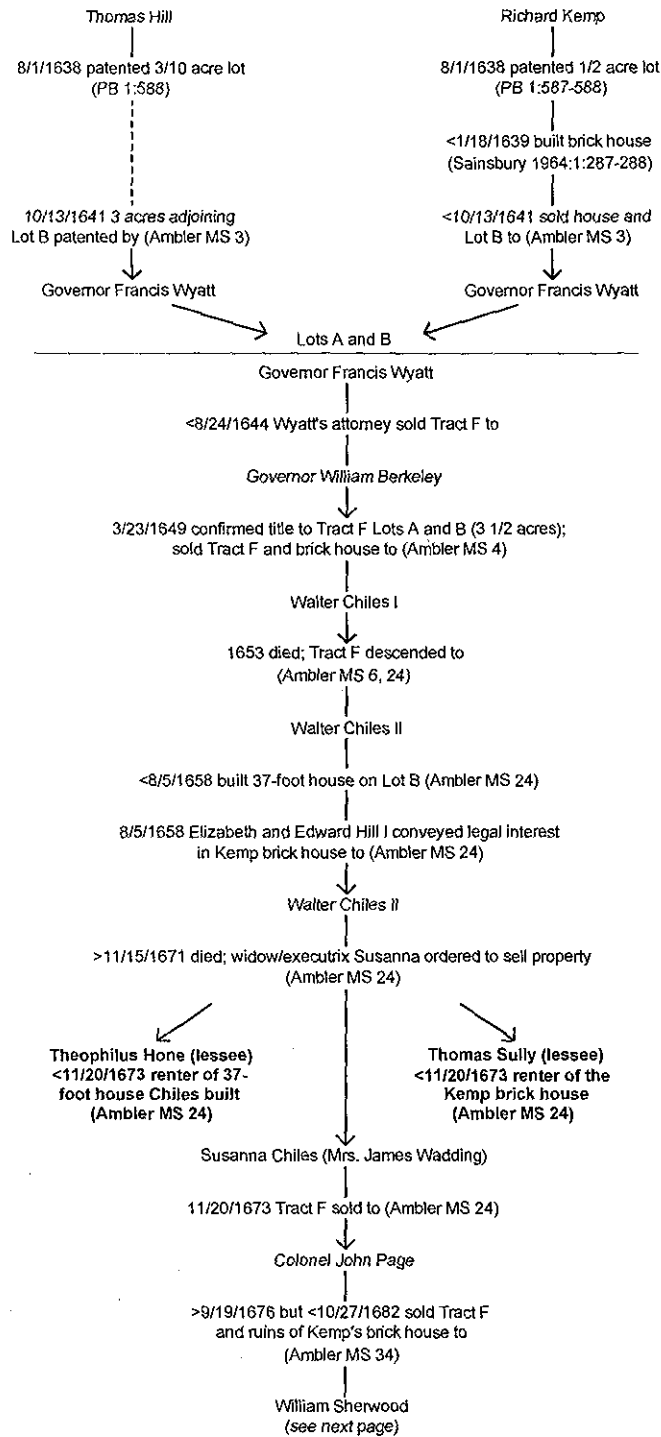 Thomas Hill
8/1/1638 patented 3/10 acre lot
(PB 1:588)
10/13/1641 3 acres adjoining
Lot B patented by (Ambler MS 3)
Governor Francis Wyatt
Richard Kemp
8/1/1638 patented 1/2 acre lot
(PB 1:587-588)
<1/18/1639 built brick house
(Sainsbury 1964:1:287-288)
<10/13/1641 sold house and
Lot B to (Ambler MS 3)
Governor Francis Wyatt
Lots A and B
Governor Francis Wyatt
<8/24/1644 Wyatt's attorney sold Tract F to
Governor William Berkeley
3/23/1649 confirmed title to Tract F Lots A and B (3 1/2 acres);
sold Tract F and brick house to (Ambler MS 4)
Walter Chiles I
1653 died; Tract F descended to
(Ambler MS 6, 24)
Walter Chiles II
<8/5/1658 built 37-foot house on Lot B (Ambler MS 24)
8/5/1658 Elizabeth and Edward Hill I conveyed legal interest
in Kemp brick house to (Ambler MS 24)
Walter Chiles II
>11/15/1671 died; widow/executrix Susanna ordered to sell property
(Ambler MS 24)
Theophilus Hone (lessee)
<11/20/1673 renter of 37-
foot house Chiles built
(Ambler MS 24)
Thomas Sully (lessee)
<11/20/1673 renter of the
Kemp brick house
(Ambler MS 24)
Susanna Chiles (Mrs. James Wadding)
11/20/1673 Tract F sold to (Ambler MS 24)
Colonel John Page
>9/19/1676 but <10/27/1682 sold Tract F
and ruins of Kemp's brick house to
(Ambler MS 34)
William Sherwood
(see next page)